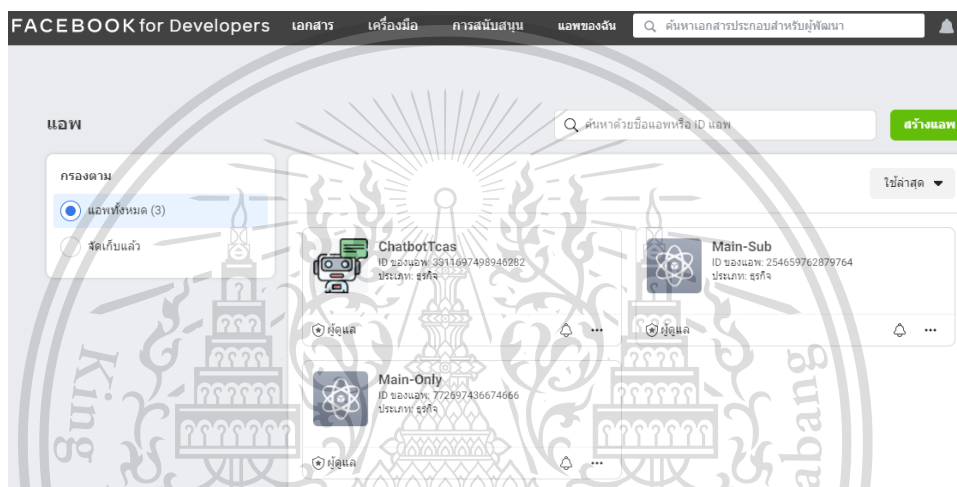 FACEBOOK for Developers เอกสาร เครื่องมือ การสนับสนุน แอพของฉัน ค้นหาเอกสารประกอบสำหรับผู้พัฒนา
แอพ ค้นหาด้วยชื่อแอพหรือ ID แอพ สร้างแอพ
กรองตาม ใช้ล่าสุด
แอพทั้งหมด (3)
จัดเก็บแล้ว
ChatbotTcas
ID ของแอพ: 3311697498946282
ประเภท: ธุรกิจ
ผู้ดูแล
Main-Sub
ID ของแอพ: 254659762879764
ประเภท: ธุรกิจ
ผู้ดูแล
Main-Only
ID ของแอพ: 772697436674666
ประเภท: ธุรกิจ
ผู้ดูแล
King
bang